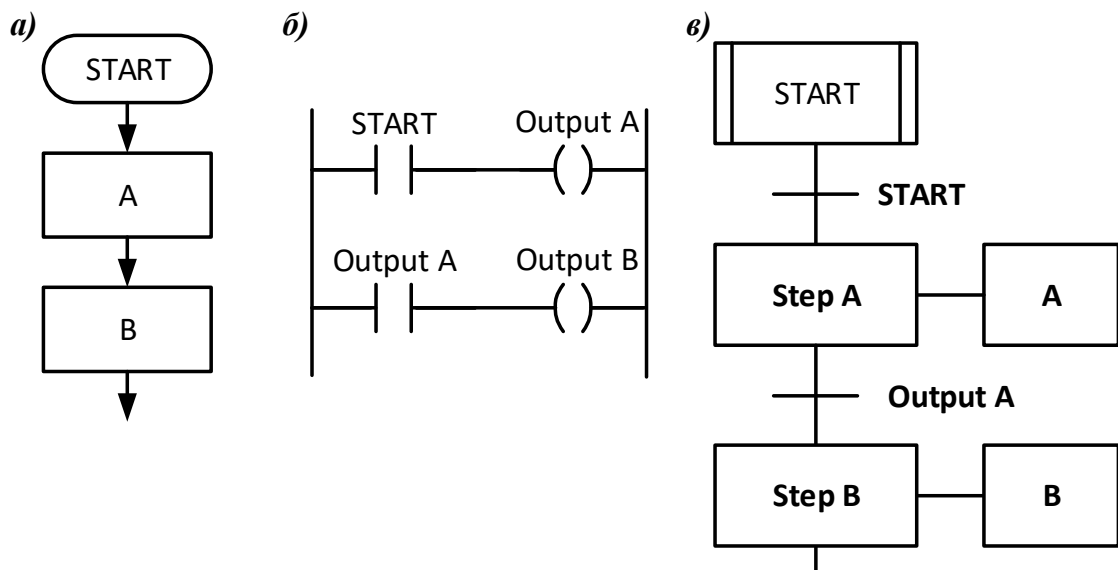 а)
START
A
B
б)
START Output A
Output A Output B
в)
START
START
Step A A
Output A
Step B B